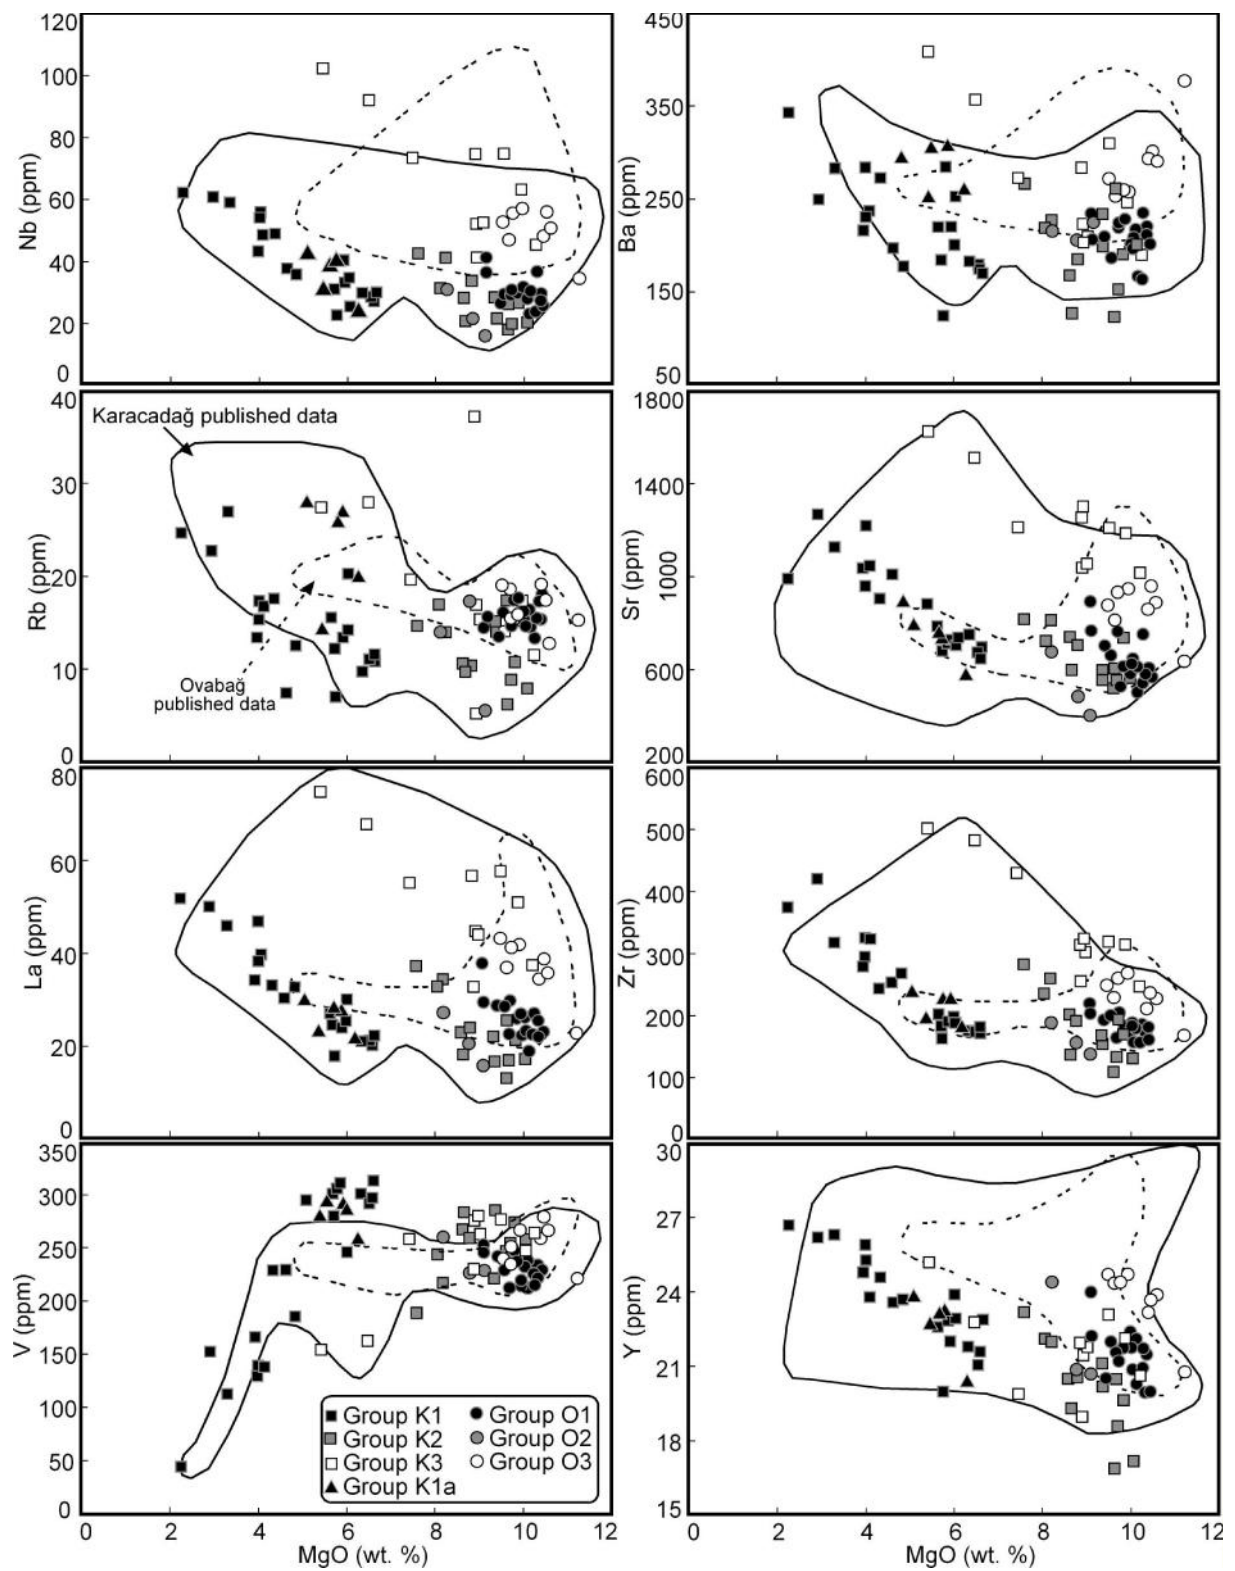 120
100
80
60
40
20
0
Nb (ppm)
450
350
250
150
50
Ba (ppm)
40
30
20
10
0
Rb (ppm)
Karacadağ published data
Ovabağ
published data
1800
1400
1000
600
200
Sr (ppm)
80
60
40
20
0
La (ppm)
600
500
400
300
200
100
0
Zr (ppm)
350
300
250
200
150
100
50
0
V (ppm)
Group K1
Group K2
Group K3
Group K1a
Group O1
Group O2
Group O3
0 2 4 6 8 10 12
MgO (wt. %)
30
27
24
21
18
15
Y (ppm)
0 2 4 6 8 10 12
MgO (wt. %)